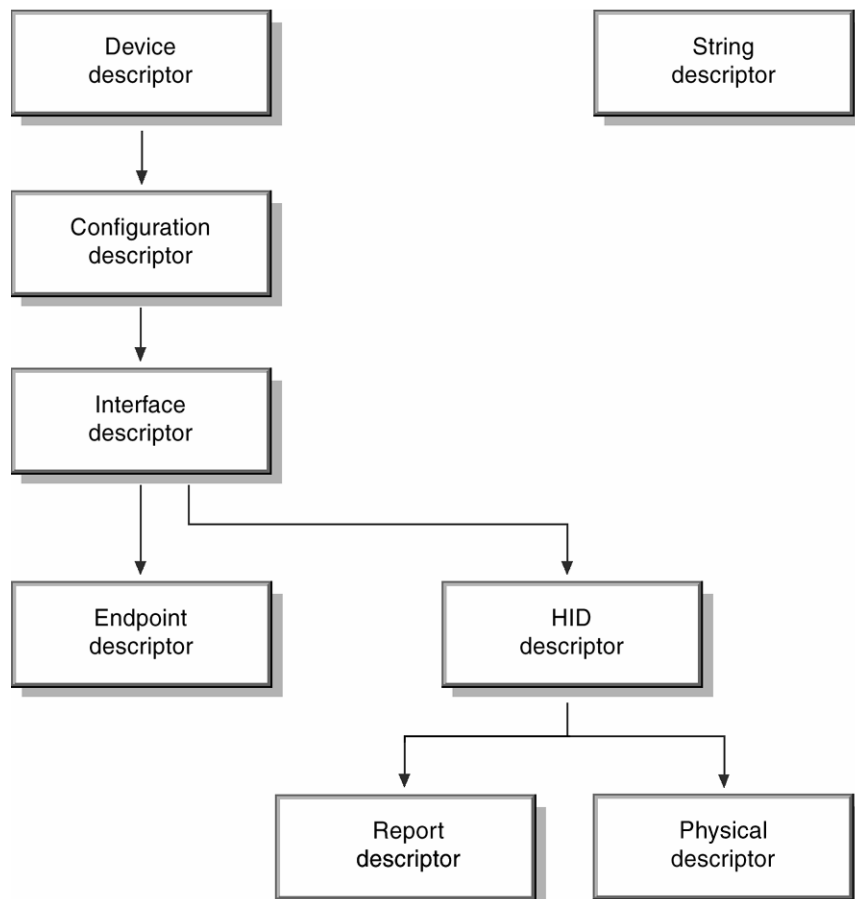 Device
descriptor
String
descriptor
Configuration
descriptor
Interface
descriptor
Endpoint
descriptor
HID
descriptor
Report
descriptor
Physical
descriptor